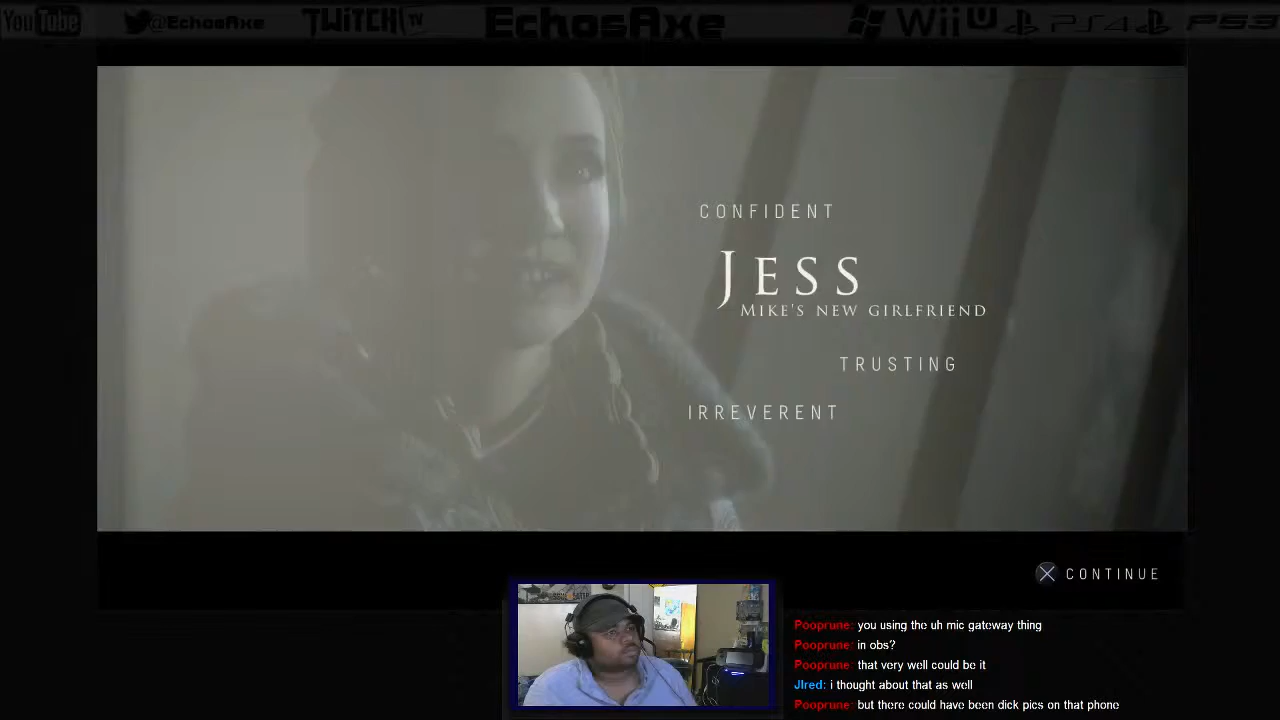 YouTube @EchosAxe TWITCH TV EchosAxe WiiU PS4 PS3
CONFIDENT
JESS
MIKE'S NEW GIRLFRIEND
TRUSTING
IRREVERENT
CONTINUE
Pooprune: you using the uh mic gateway thing
Pooprune: in obs?
Pooprune: that very well could be it
JIred: i thought about that as well
Pooprune: but there could have been dick pics on that phone